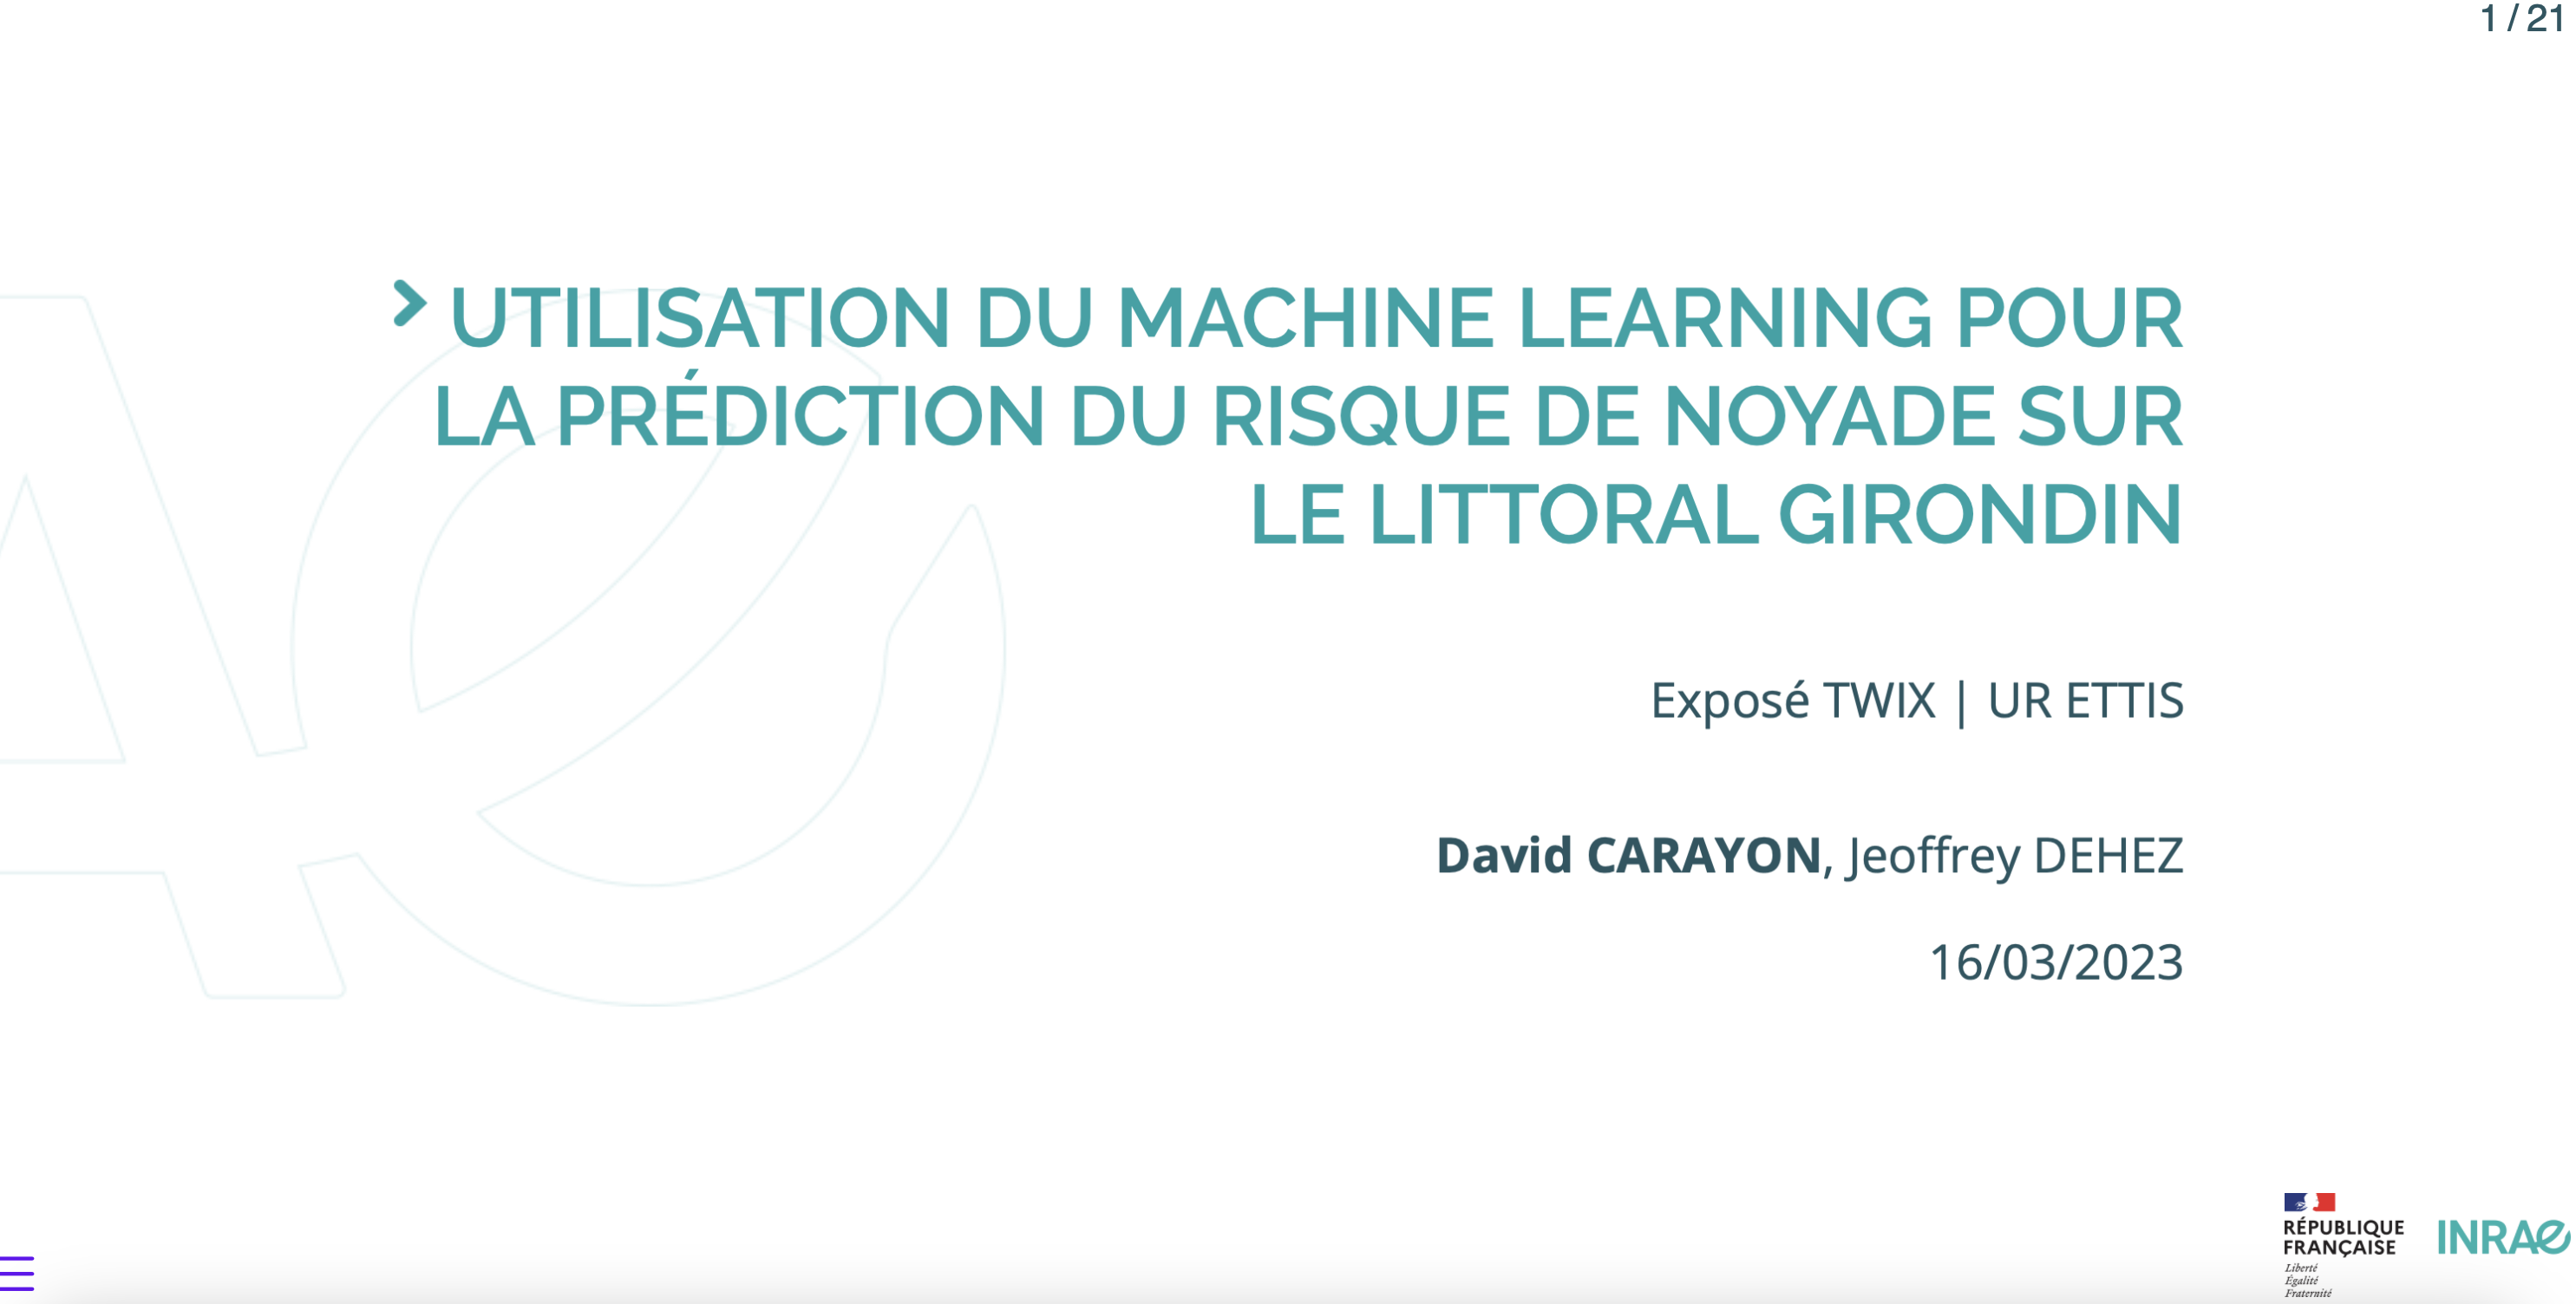 1 / 21
UTILISATION DU MACHINE LEARNING POUR
LA PRÉDICTION DU RISQUE DE NOYADE SUR
LE LITTORAL GIRONDIN
Exposé TWIX | UR ETTIS
David CARAYON, Jeoffrey DEHEZ
16/03/2023
RÉPUBLIQUE
FRANÇAISE
Liberté
Égalité
Fraternité
INRAE